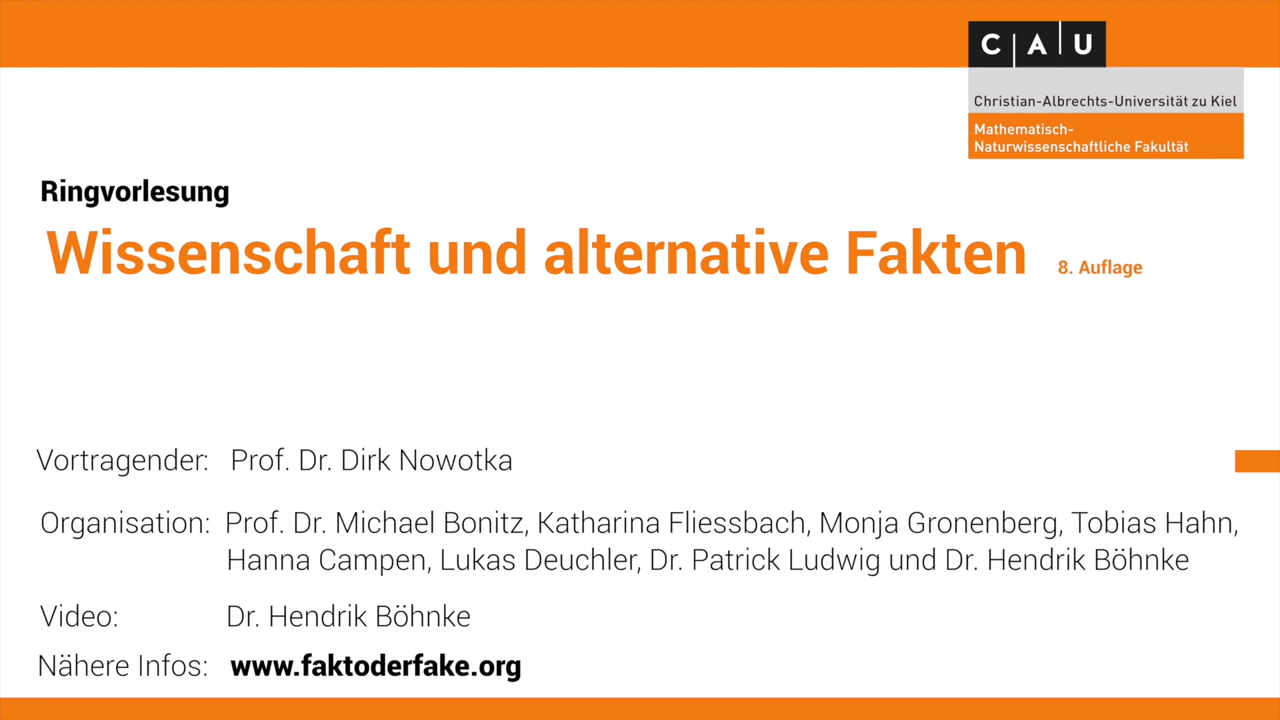 C A U
Christian-Albrechts-Universität zu Kiel
Mathematisch-
Naturwissenschaftliche Fakultät
Ringvorlesung
Wissenschaft und alternative Fakten 8. Auflage
Vortragender: Prof. Dr. Dirk Nowotka
Organisation: Prof. Dr. Michael Bonitz, Katharina Fliessbach, Monja Gronenberg, Tobias Hahn,
Hanna Campen, Lukas Deuchler, Dr. Patrick Ludwig und Dr. Hendrik Böhnke
Video: Dr. Hendrik Böhnke
Nähere Infos: www.faktoderfake.org